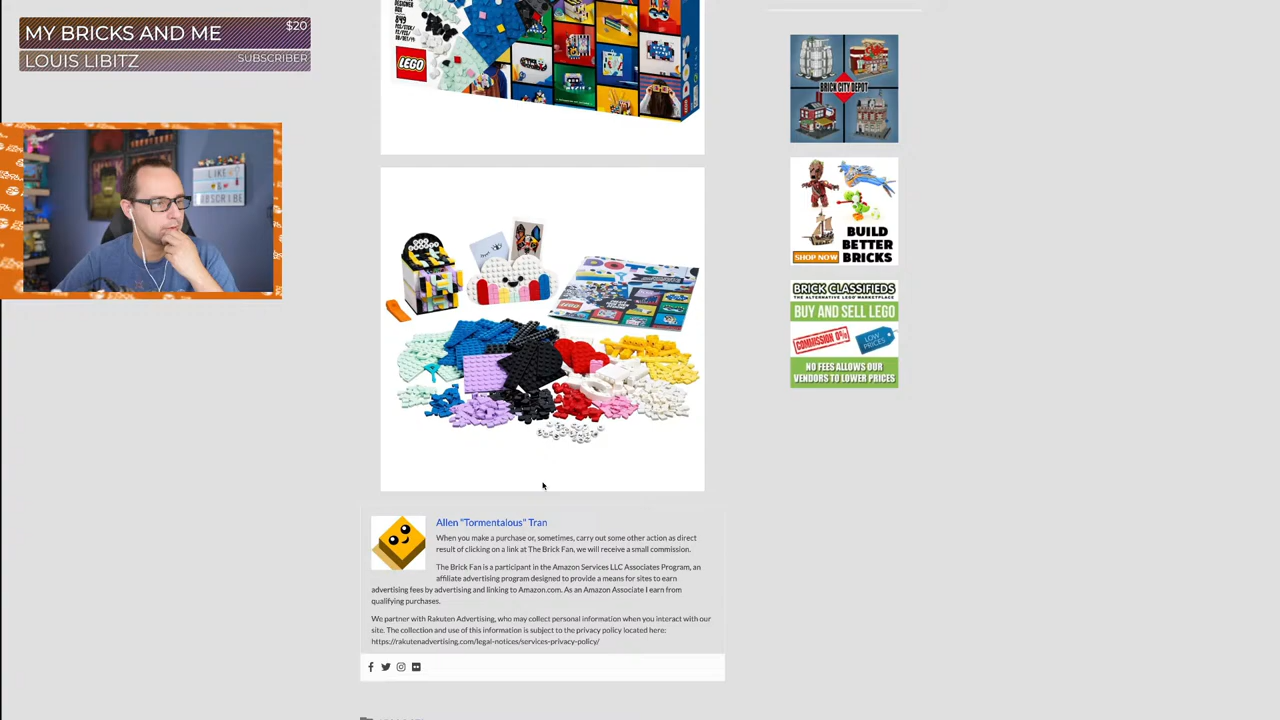 MY BRICKS AND ME $20
LOUIS LIBITZ SUBSCRIBER
LIKE
LEGO
BRICK CITY DEPOT
BUILD
BETTER
BRICKS
SHOP NOW
BRICK CLASSIFIEDS
THE ALTERNATIVE LEGO® MARKETPLACE
BUY AND SELL LEGO
COMMISSION 0%
LOW
PRICES
NO FEES ALLOWS OUR
VENDORS TO LOWER PRICES
Allen "Tormentalous" Tran
When you make a purchase or, sometimes, carry out some other action as direct
result of clicking on a link at The Brick Fan, we will receive a small commission.
The Brick Fan is a participant in the Amazon Services LLC Associates Program, an
affiliate advertising program designed to provide a means for sites to earn
advertising fees by advertising and linking to Amazon.com. As an Amazon Associate I earn from
qualifying purchases.
We partner with Rakuten Advertising, who may collect personal information when you interact with our
site. The collection and use of this information is subject to the privacy policy located here:
https://rakutenadvertising.com/legal-notices/services-privacy-policy/